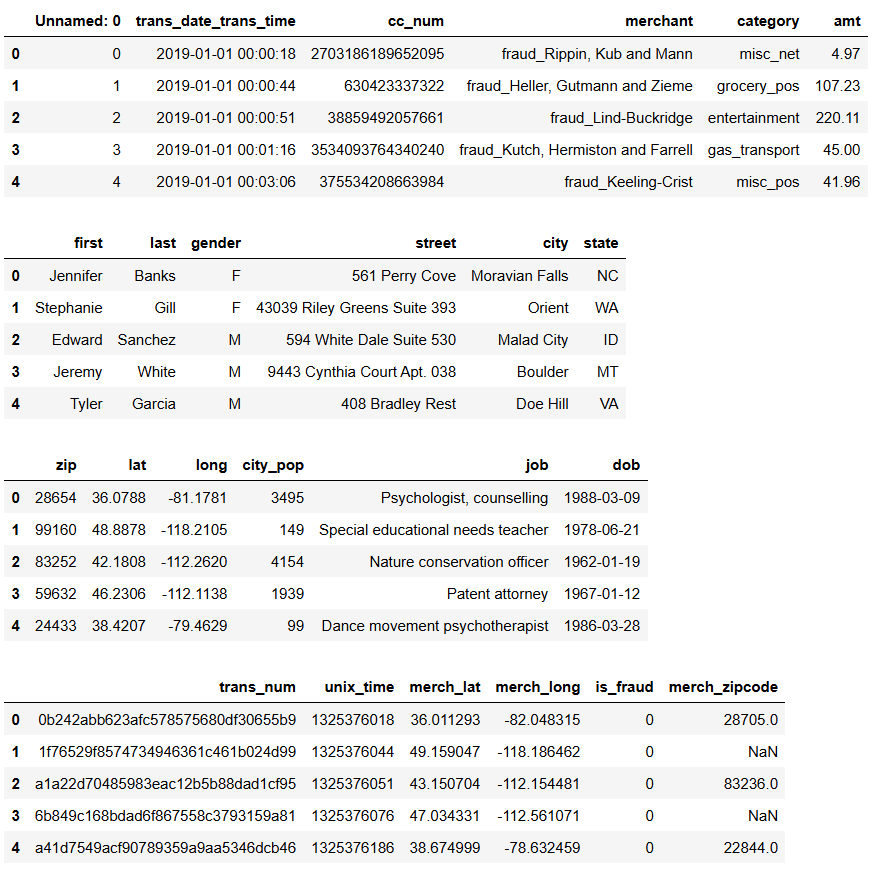 Unnamed: 0 trans_date_trans_time cc_num merchant category amt
0 0 2019-01-01 00:00:18 2703186189652095 fraud_Rippin, Kub and Mann misc_net 4.97
1 1 2019-01-01 00:00:44 630423337322 fraud_Heller, Gutmann and Zieme grocery_pos 107.23
2 2 2019-01-01 00:00:51 38859492057661 fraud_Lind-Buckridge entertainment 220.11
3 3 2019-01-01 00:01:16 3534093764340240 fraud_Kutch, Hermiston and Farrell gas_transport 45.00
4 4 2019-01-01 00:03:06 375534208663984 fraud_Keeling-Crist misc_pos 41.96
first last gender street city state
0 Jennifer Banks F 561 Perry Cove Moravian Falls NC
1 Stephanie Gill F 43039 Riley Greens Suite 393 Orient WA
2 Edward Sanchez M 594 White Dale Suite 530 Malad City ID
3 Jeremy White M 9443 Cynthia Court Apt. 038 Boulder MT
4 Tyler Garcia M 408 Bradley Rest Doe Hill VA
zip lat long city_pop job dob
0 28654 36.0788 -81.1781 3495 Psychologist, counselling 1988-03-09
1 99160 48.8878 -118.2105 149 Special educational needs teacher 1978-06-21
2 83252 42.1808 -112.2620 4154 Nature conservation officer 1962-01-19
3 59632 46.2306 -112.1138 1939 Patent attorney 1967-01-12
4 24433 38.4207 -79.4629 99 Dance movement psychotherapist 1986-03-28
trans_num unix_time merch_lat merch_long is_fraud merch_zipcode
0 0b242abb623afc578575680df30655b9 1325376018 36.011293 -82.048315 0 28705.0
1 1f76529f8574734946361c461b024d99 1325376044 49.159047 -118.186462 0 NaN
2 a1a22d70485983eac12b5b88dad1cf95 1325376051 43.150704 -112.154481 0 83236.0
3 6b849c168bdad6f867558c3793159a81 1325376076 47.034331 -112.561071 0 NaN
4 a41d7549acf90789359a9aa5346dcb46 1325376186 38.674999 -78.632459 0 22844.0